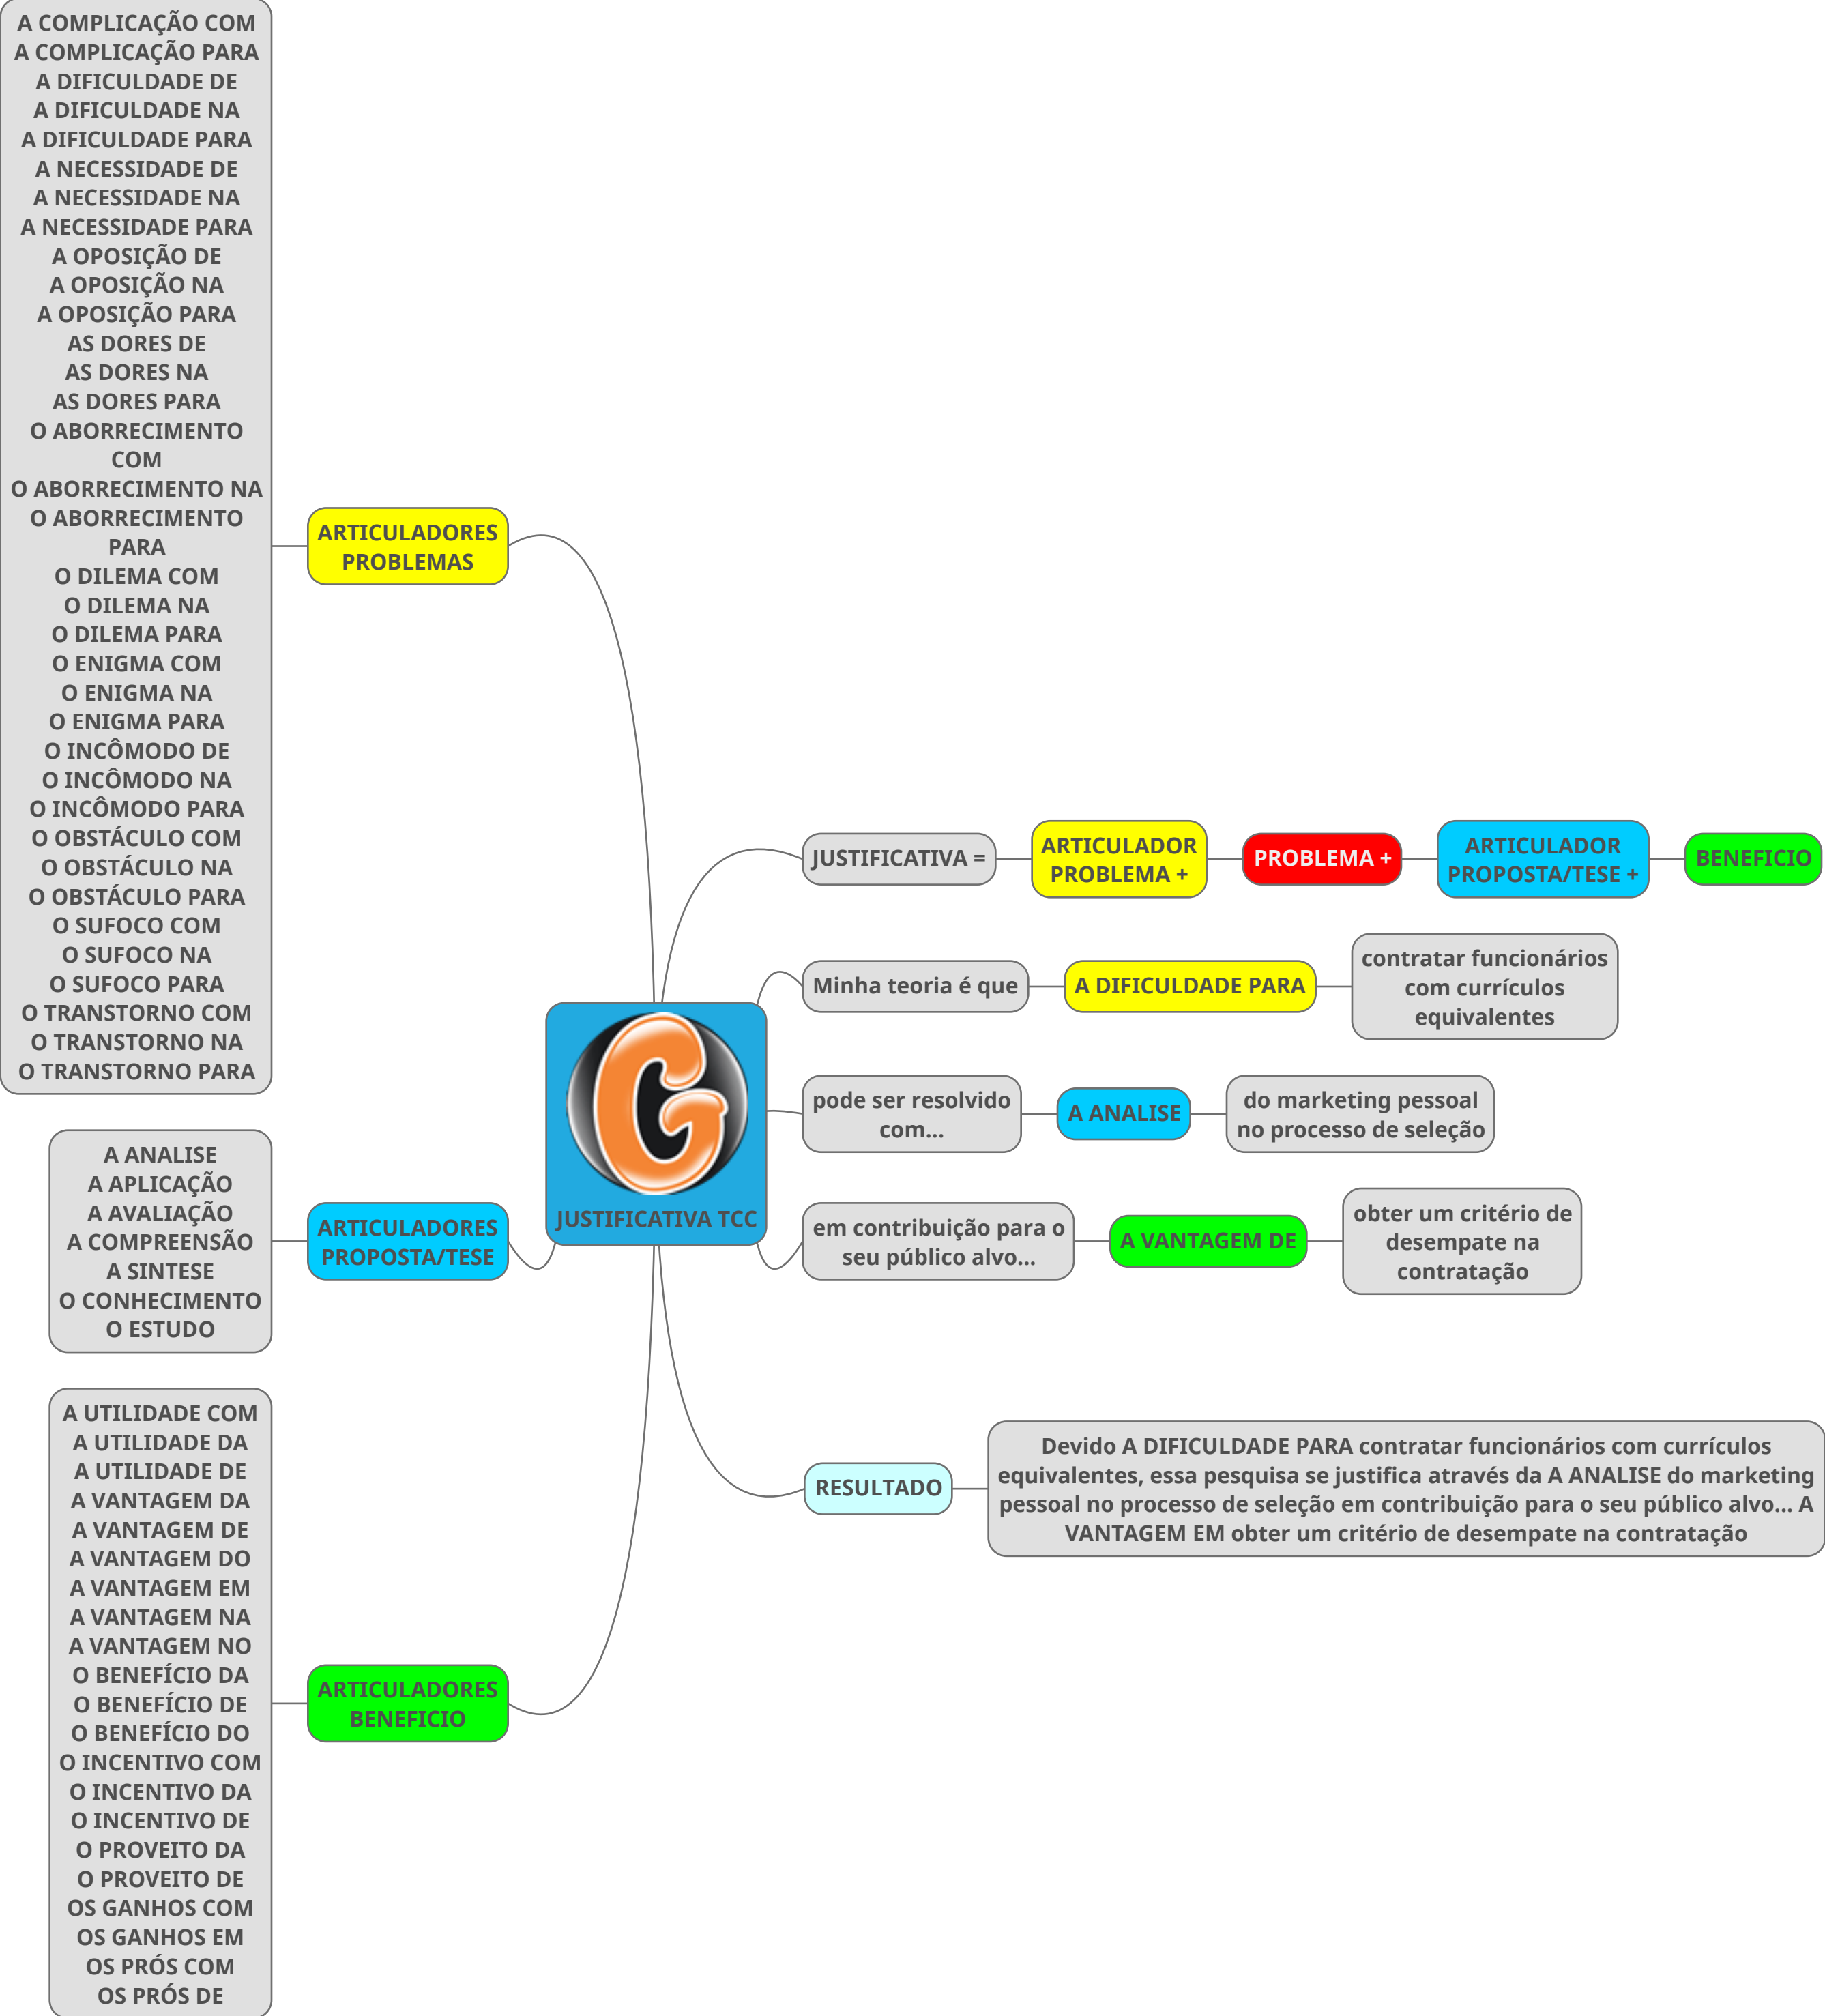 A COMPLICAÇÃO COM
A COMPLICAÇÃO PARA
A DIFICULDADE DE
A DIFICULDADE NA
A DIFICULDADE PARA
A NECESSIDADE DE
A NECESSIDADE NA
A NECESSIDADE PARA
A OPOSIÇÃO DE
A OPOSIÇÃO NA
A OPOSIÇÃO PARA
AS DORES DE
AS DORES NA
AS DORES PARA
O ABORRECIMENTO
COM
O ABORRECIMENTO NA
O ABORRECIMENTO
PARA
O DILEMA COM
O DILEMA NA
O DILEMA PARA
O ENIGMA COM
O ENIGMA NA
O ENIGMA PARA
O INCÔMODO DE
O INCÔMODO NA
O INCÔMODO PARA
O OBSTÁCULO COM
O OBSTÁCULO NA
O OBSTÁCULO PARA
O SUFOCO COM
O SUFOCO NA
O SUFOCO PARA
O TRANSTORNO COM
O TRANSTORNO NA
O TRANSTORNO PARA
ARTICULADORES
PROBLEMAS
A ANALISE
A APLICAÇÃO
A AVALIAÇÃO
A COMPREENSÃO
A SINTESE
O CONHECIMENTO
O ESTUDO
ARTICULADORES
PROPOSTA/TESE
A UTILIDADE COM
A UTILIDADE DA
A UTILIDADE DE
A VANTAGEM DA
A VANTAGEM DE
A VANTAGEM DO
A VANTAGEM EM
A VANTAGEM NA
A VANTAGEM NO
O BENEFÍCIO DA
O BENEFÍCIO DE
O BENEFÍCIO DO
O INCENTIVO COM
O INCENTIVO DA
O INCENTIVO DE
O PROVEITO DA
O PROVEITO DE
OS GANHOS COM
OS GANHOS EM
OS PRÓS COM
OS PRÓS DE
ARTICULADORES
BENEFICIO
G
JUSTIFICATIVA TCC
JUSTIFICATIVA =
ARTICULADOR
PROBLEMA +
PROBLEMA +
ARTICULADOR
PROPOSTA/TESE +
BENEFICIO
Minha teoria é que
A DIFICULDADE PARA
contratar funcionários
com currículos
equivalentes
pode ser resolvido
com...
A ANALISE
do marketing pessoal
no processo de seleção
em contribuição para o
seu público alvo...
A VANTAGEM DE
obter um critério de
desempate na
contratação
RESULTADO
Devido A DIFICULDADE PARA contratar funcionários com currículos
equivalentes, essa pesquisa se justifica através da A ANALISE do marketing
pessoal no processo de seleção em contribuição para o seu público alvo... A
VANTAGEM EM obter um critério de desempate na contratação